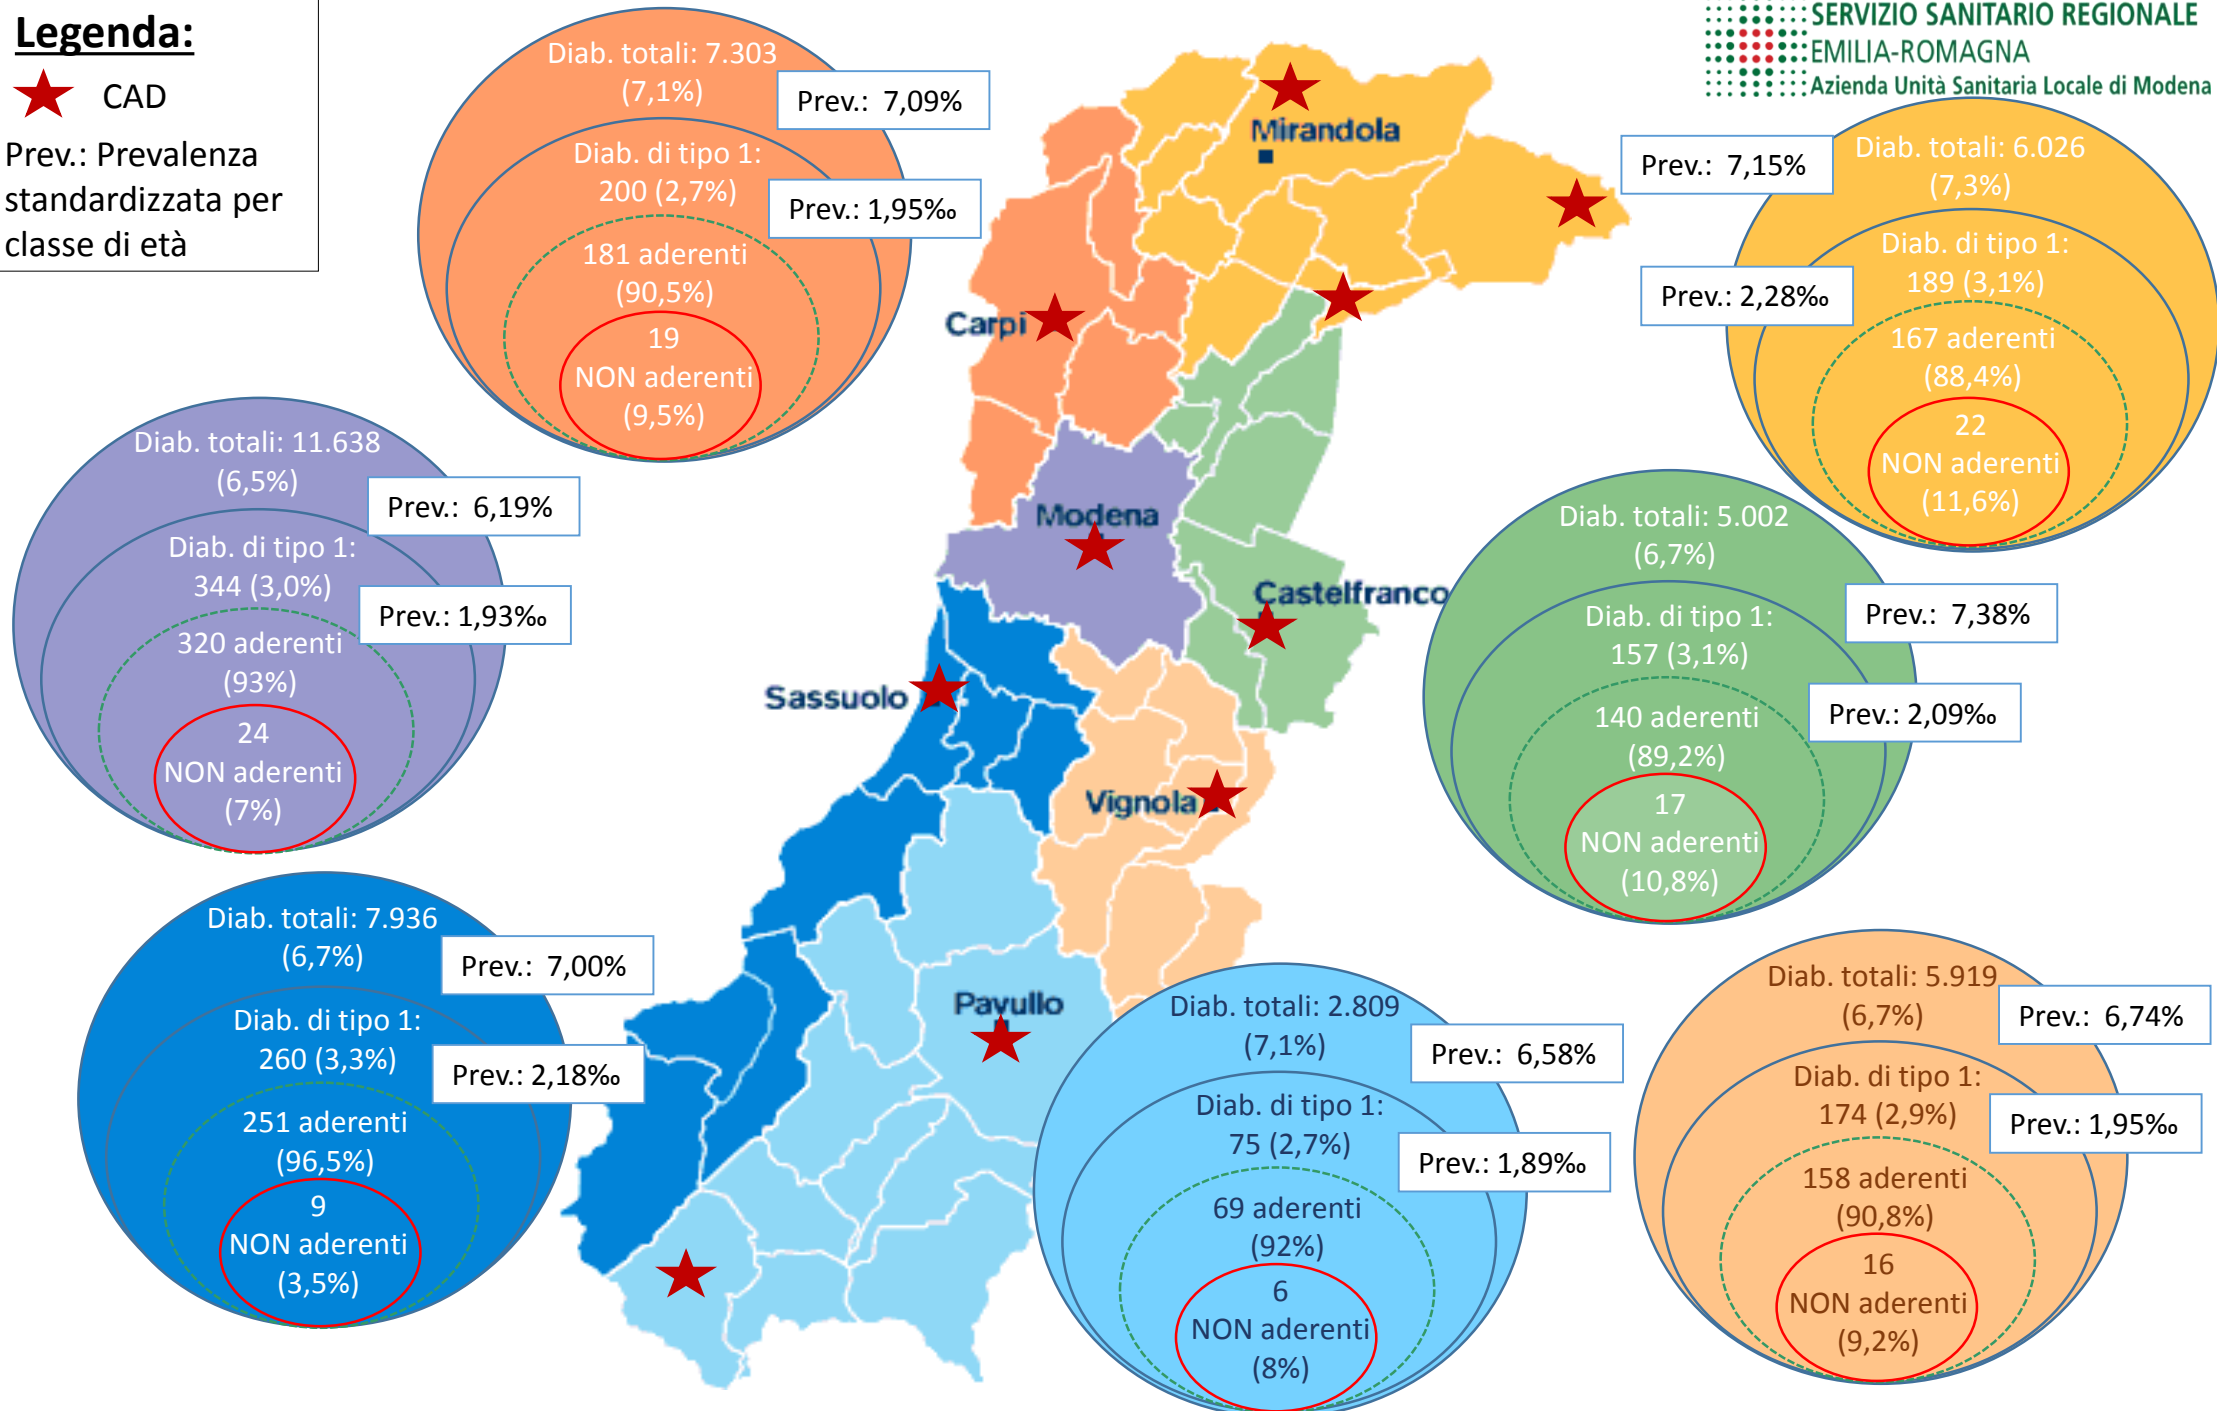 Legenda:
CAD
Prev.: Prevalenza
standardizzata per
classe di età
SERVIZIO SANITARIO REGIONALE
EMILIA-ROMAGNA
Azienda Unità Sanitaria Locale di Modena
Diab. totali: 7.303
(7,1%)
Prev.: 7,09%
Diab. di tipo 1:
200 (2,7%)
Prev.: 1,95‰
181 aderenti
(90,5%)
19
NON aderenti
(9,5%)
Diab. totali: 6.026
(7,3%)
Prev.: 7,15%
Diab. di tipo 1:
189 (3,1%)
Prev.: 2,28‰
167 aderenti
(88,4%)
22
NON aderenti
(11,6%)
Diab. totali: 11.638
(6,5%)
Prev.: 6,19%
Diab. di tipo 1:
344 (3,0%)
Prev.: 1,93‰
320 aderenti
(93%)
24
NON aderenti
(7%)
Mirandola
Carpi
Modena
Castelfranco
Sassuolo
Vignola
Pavullo
Diab. totali: 5.002
(6,7%)
Prev.: 7,38%
Diab. di tipo 1:
157 (3,1%)
Prev.: 2,09‰
140 aderenti
(89,2%)
17
NON aderenti
(10,8%)
Diab. totali: 7.936
(6,7%)
Prev.: 7,00%
Diab. di tipo 1:
260 (3,3%)
Prev.: 2,18‰
251 aderenti
(96,5%)
9
NON aderenti
(3,5%)
Diab. totali: 2.809
(7,1%)
Prev.: 6,58%
Diab. di tipo 1:
75 (2,7%)
Prev.: 1,89‰
69 aderenti
(92%)
6
NON aderenti
(8%)
Diab. totali: 5.919
(6,7%)
Prev.: 6,74%
Diab. di tipo 1:
174 (2,9%)
Prev.: 1,95‰
158 aderenti
(90,8%)
16
NON aderenti
(9,2%)